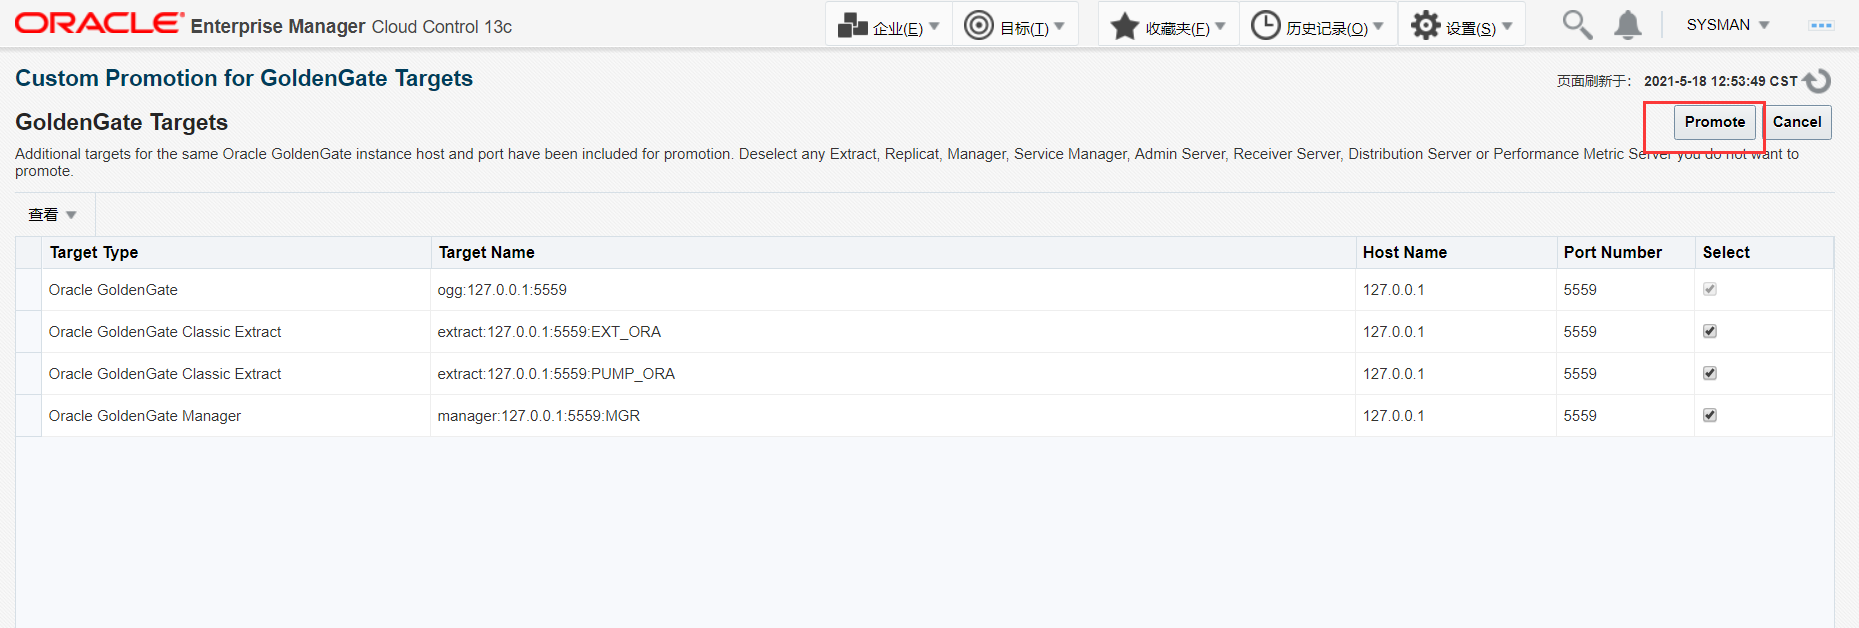 ORACLE Enterprise Manager Cloud Control 13c 企业(E) 目标(T) 收藏夹(F) 历史记录(O) 设置(S) SYSMAN
Custom Promotion for GoldenGate Targets 页面刷新于: 2021-5-18 12:53:49 CST
GoldenGate Targets Promote Cancel
Additional targets for the same Oracle GoldenGate instance host and port have been included for promotion. Deselect any Extract, Replicat, Manager, Service Manager, Admin Server, Receiver Server, Distribution Server or Performance Metric Server you do not want to
promote.
查看
Target Type Target Name Host Name Port Number Select
Oracle GoldenGate ogg:127.0.0.1:5559 127.0.0.1 5559
Oracle GoldenGate Classic Extract extract:127.0.0.1:5559:EXT_ORA 127.0.0.1 5559
Oracle GoldenGate Classic Extract extract:127.0.0.1:5559:PUMP_ORA 127.0.0.1 5559
Oracle GoldenGate Manager manager:127.0.0.1:5559:MGR 127.0.0.1 5559